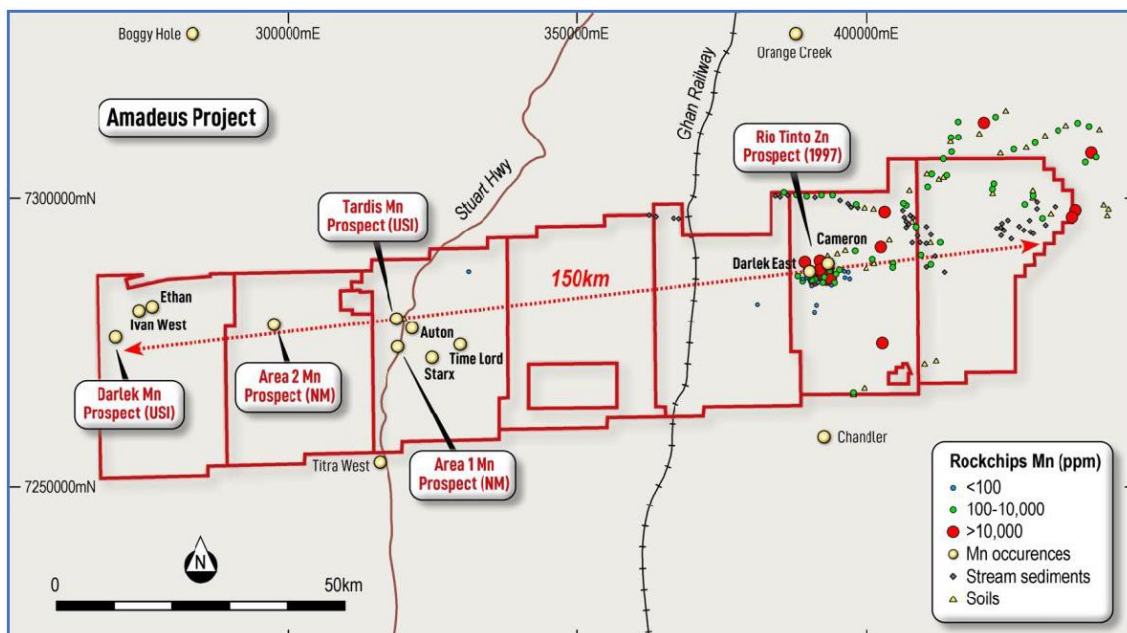 Boggy Hole
300000mE
350000mE
400000mE
Orange Creek
Amadeus Project
Stuart Hwy
Ghan Railway
Rio Tinto Zn
Prospect (1997)
7300000mN
Tardis Mn
Prospect (USI)
Cameron
Darlek East
150km
Ethan
Ivan West
Auton
Time Lord
Starx
Darlek Mn
Prospect (USI)
Area 2 Mn
Prospect (NM)
Area 1 Mn
Prospect (NM)
Titra West
Chandler
7250000mN
Rockchips Mn (ppm)
<100
100-10,000
>10,000
Mn occurences
Stream sediments
Soils
N
0
50km